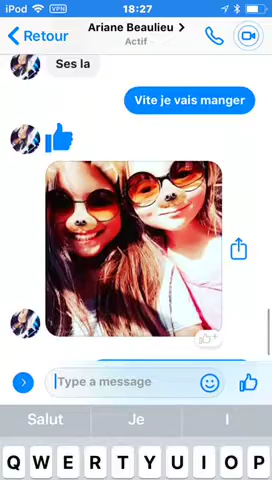 iPod VPN 18:27
Retour
Ariane Beaulieu >
Actif
Ses la
Vite je vais manger
Type a message
Salut Je I
Q W E R T Y U I O P